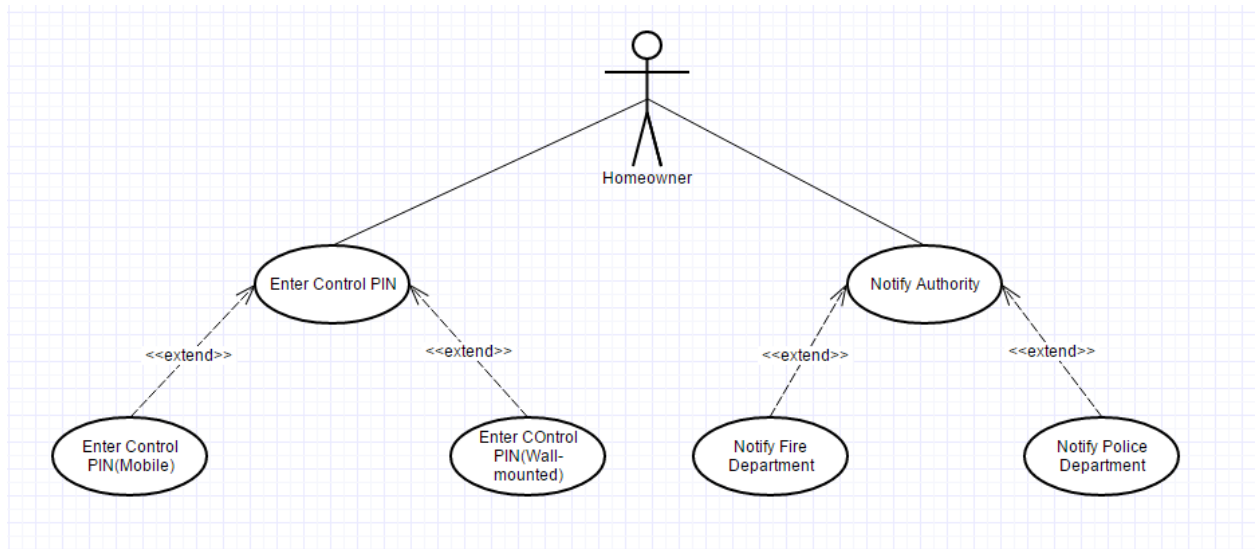 Homeowner
Enter Control PIN
Notify Authority
<<extend>>
<<extend>>
<<extend>>
<<extend>>
Enter Control
PIN(Mobile)
Enter COntrol
PIN(Wall-
mounted)
Notify Fire
Department
Notify Police
Department